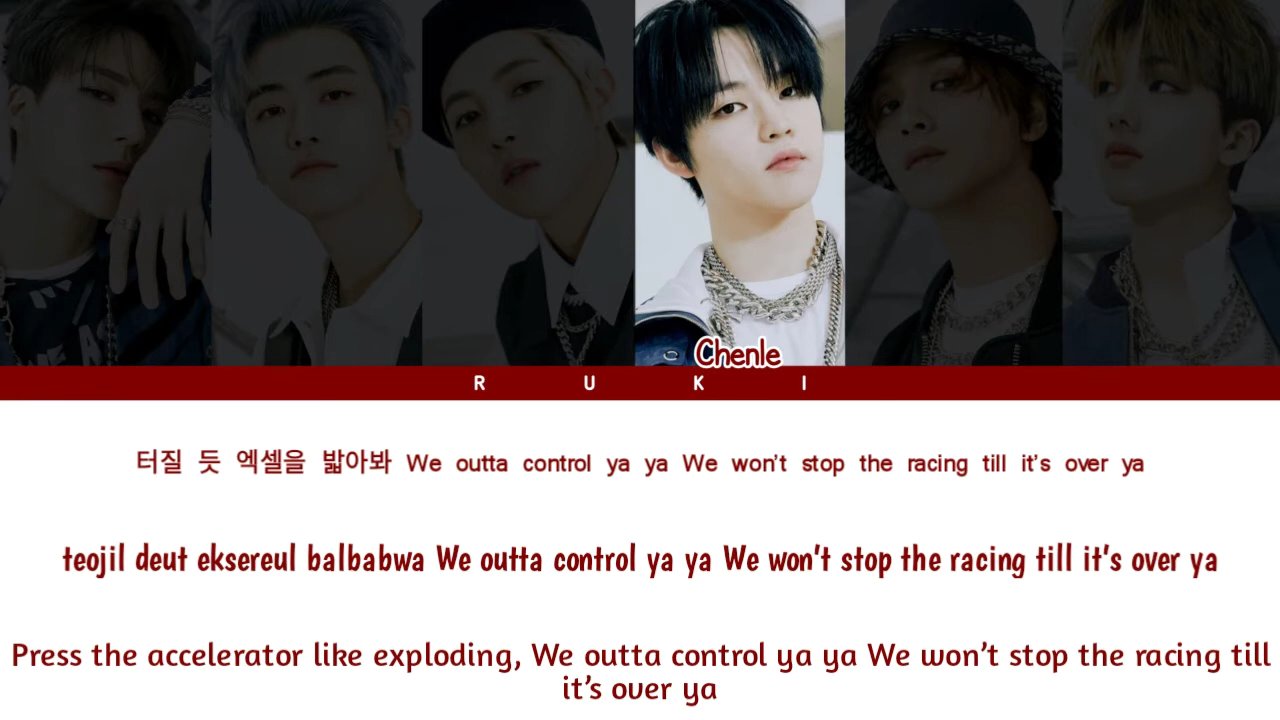 Chenle
R U K I
터질 듯 엑셀을 밟아봐 We outta control ya ya We won't stop the racing till it's over ya
teojil deut eksereul balbabwa We outta control ya ya We won't stop the racing till it's over ya
Press the accelerator like exploding, We outta control ya ya We won't stop the racing till
it's over ya